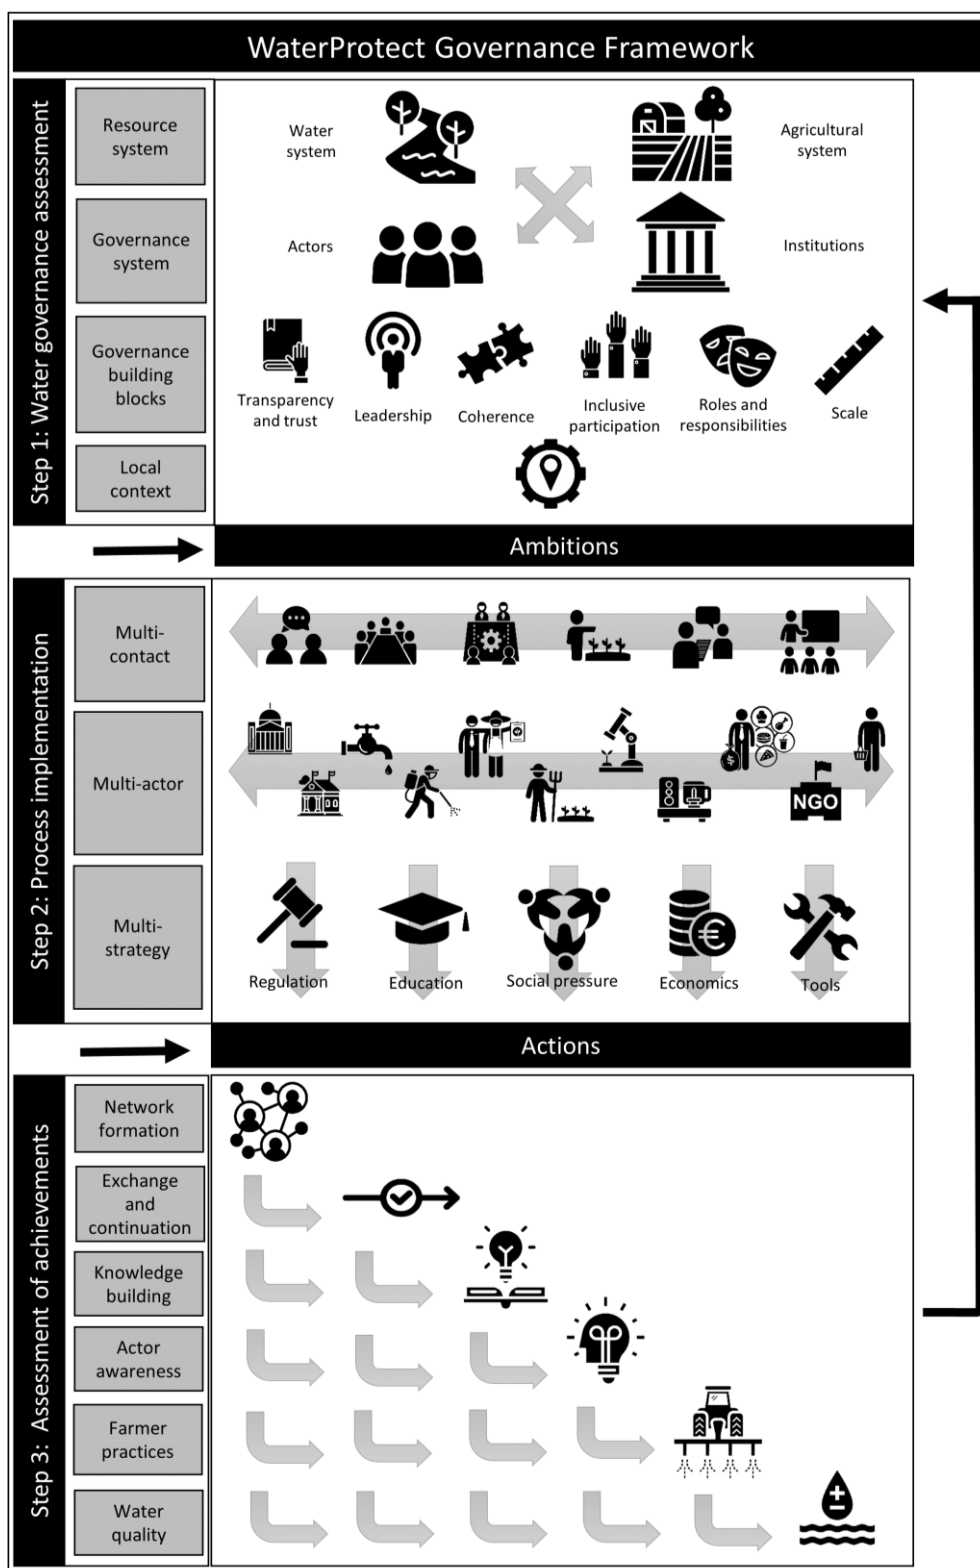 WaterProtect Governance Framework
Step 1: Water governance assessment
Resource
system
Water
system
Agricultural
system
Governance
system
Actors
Institutions
Governance
building
blocks
Transparency
and trust
Leadership
Coherence
Inclusive
participation
Roles and
responsibilities
Scale
Local
context
Ambitions
Step 2: Process implementation
Multi-
contact
Multi-actor
NGO
Multi-
strategy
Regulation
Education
Social pressure
Economics
Tools
Actions
Step 3: Assessment of achievements
Network
formation
Exchange
and
continuation
Knowledge
building
Actor
awareness
Farmer
practices
Water
quality